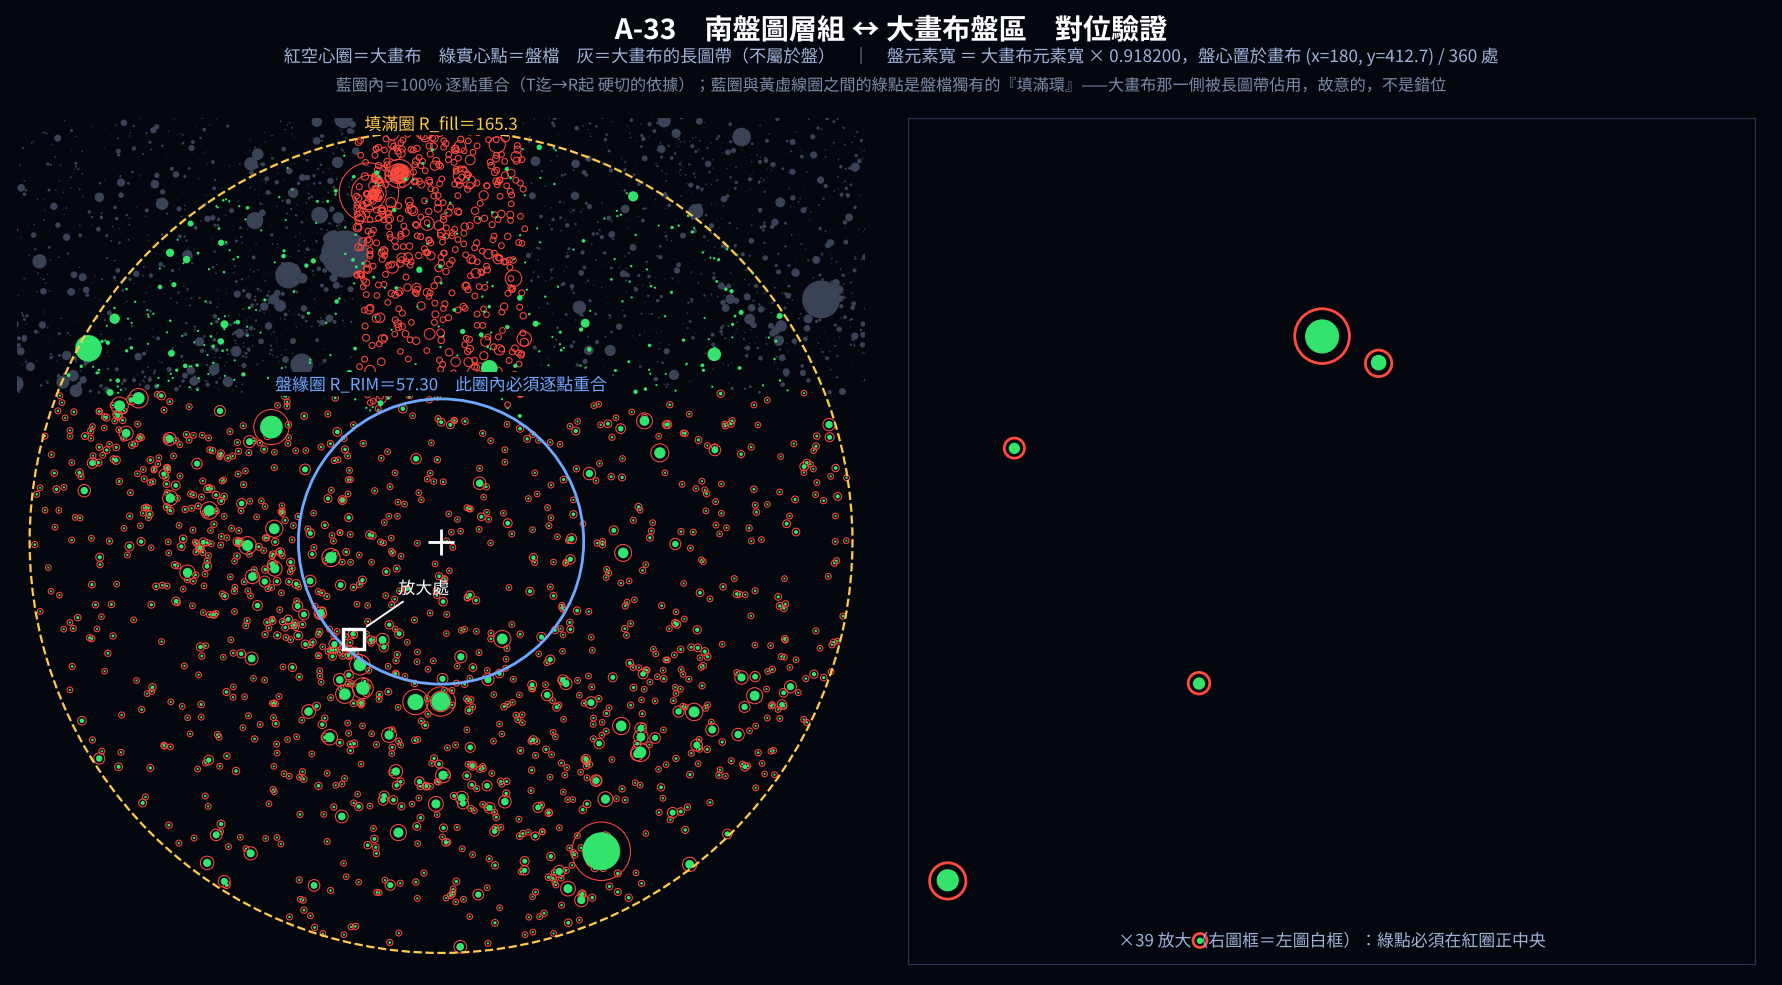 A-33　南盤圖層組 ↔ 大畫布盤區　對位驗證
紅空心圈＝大畫布　綠實心點＝盤檔　灰＝大畫布的長圖帶（不屬於盤）　｜　盤元素寬 ＝ 大畫布元素寬 × 0.918200，盤心置於畫布 (x=180, y=412.7) / 360 處
藍圈內＝100% 逐點重合（T迄→R起 硬切的依據）；藍圈與黃虛線圈之間的綠點是盤檔獨有的『填滿環』——大畫布那一側被長圖帶佔用，故意的，不是錯位
填滿圈 R_fill＝165.3
盤緣圈 R_RIM＝57.30　此圈內必須逐點重合
放大處
×39 放大（右圖框＝左圖白框）：綠點必須在紅圈正中央